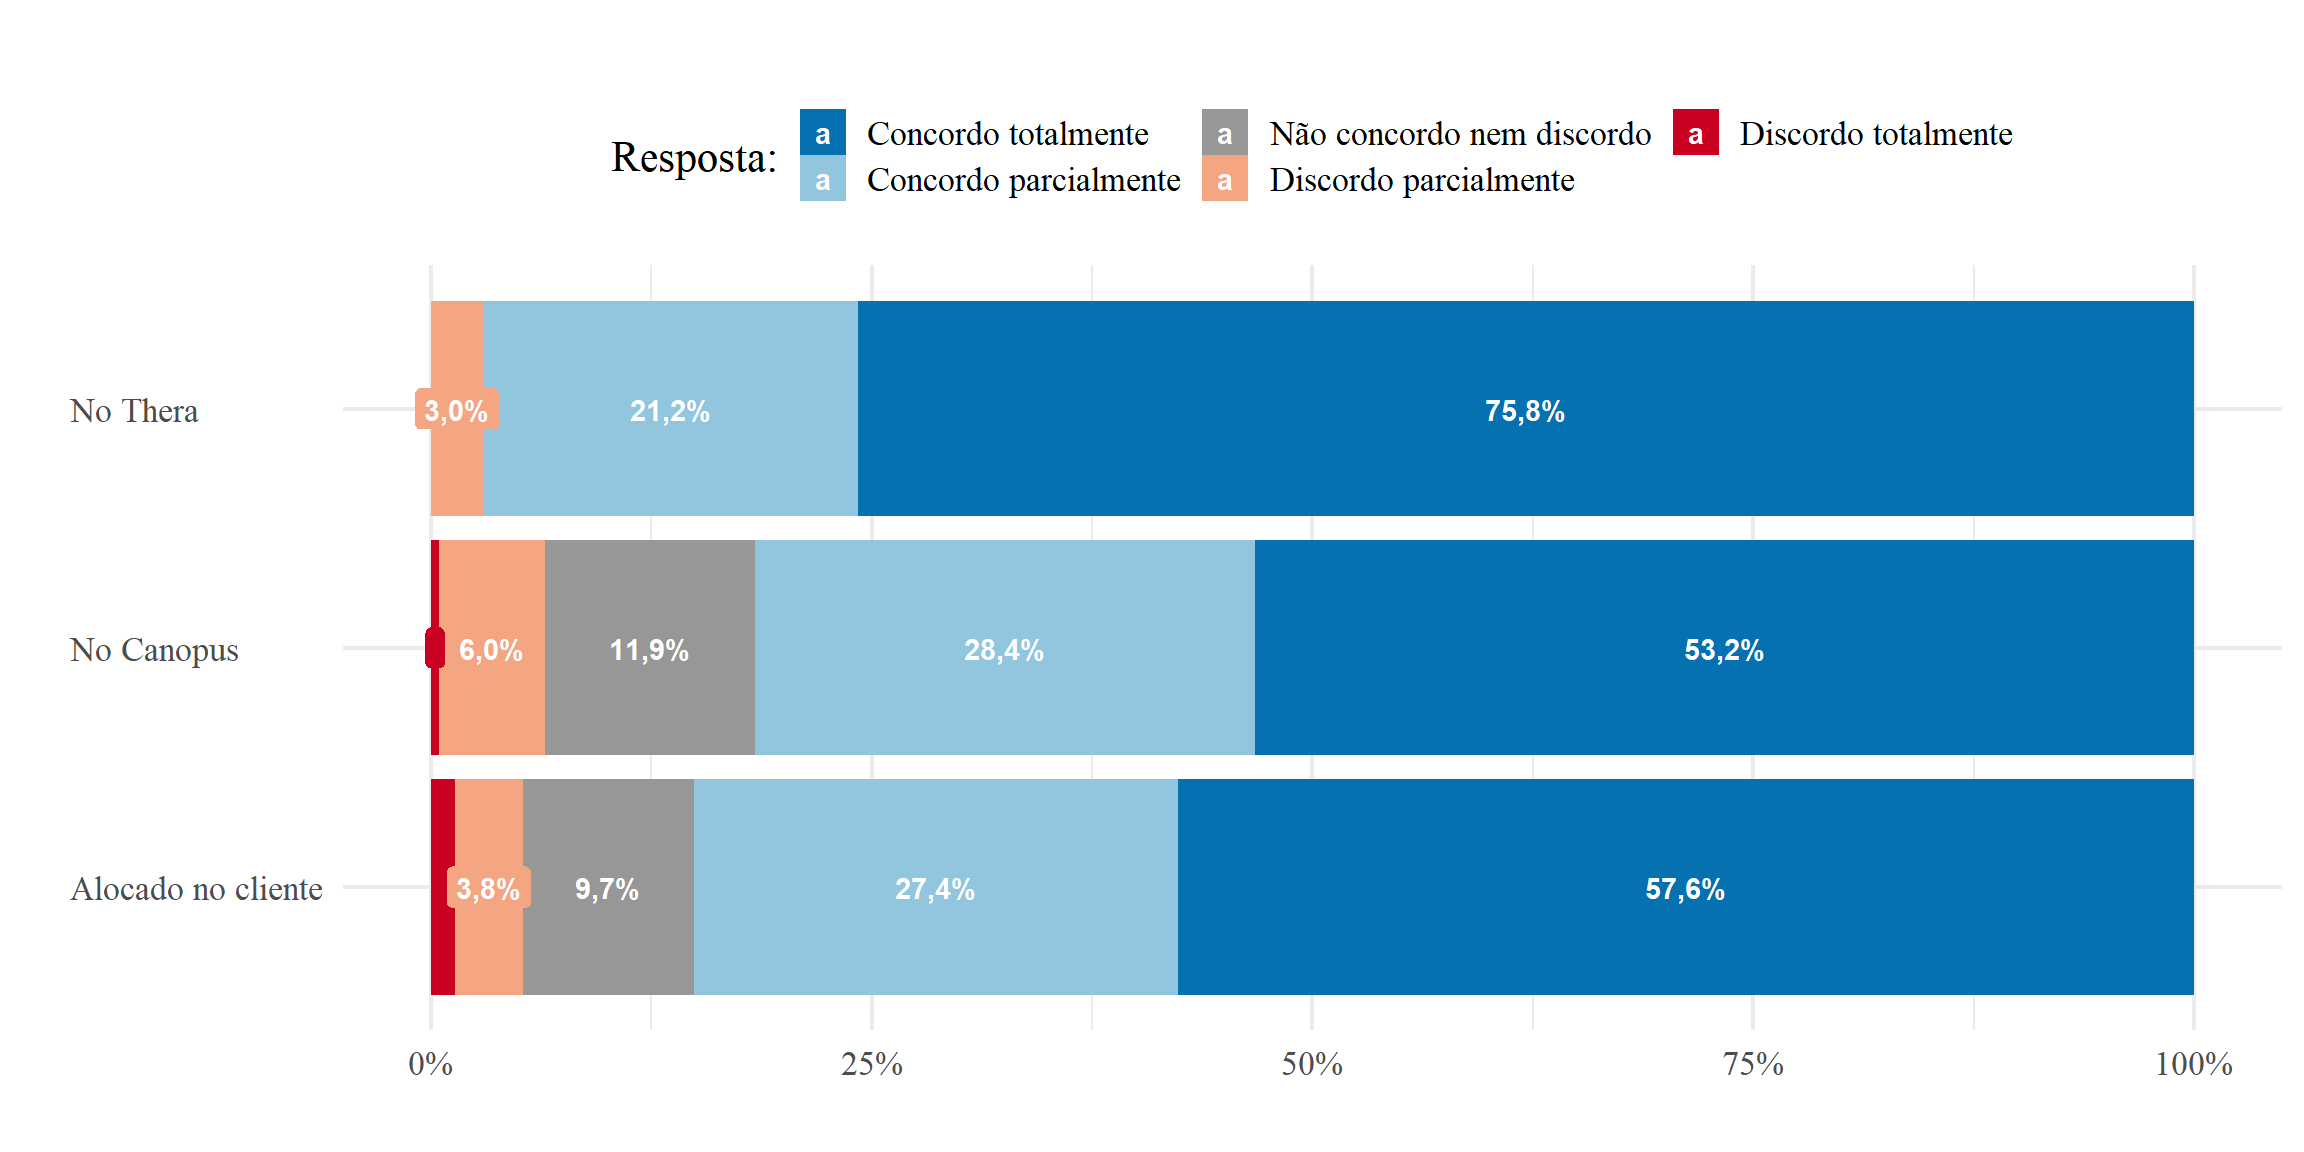 Resposta:
a Concordo totalmente
a Concordo parcialmente
a Não concordo nem discordo
a Discordo parcialmente
a Discordo totalmente
No Thera
3,0% 21,2% 75,8%
No Canopus
6,0% 11,9% 28,4% 53,2%
Alocado no cliente
3,8% 9,7% 27,4% 57,6%
0% 25% 50% 75% 100%